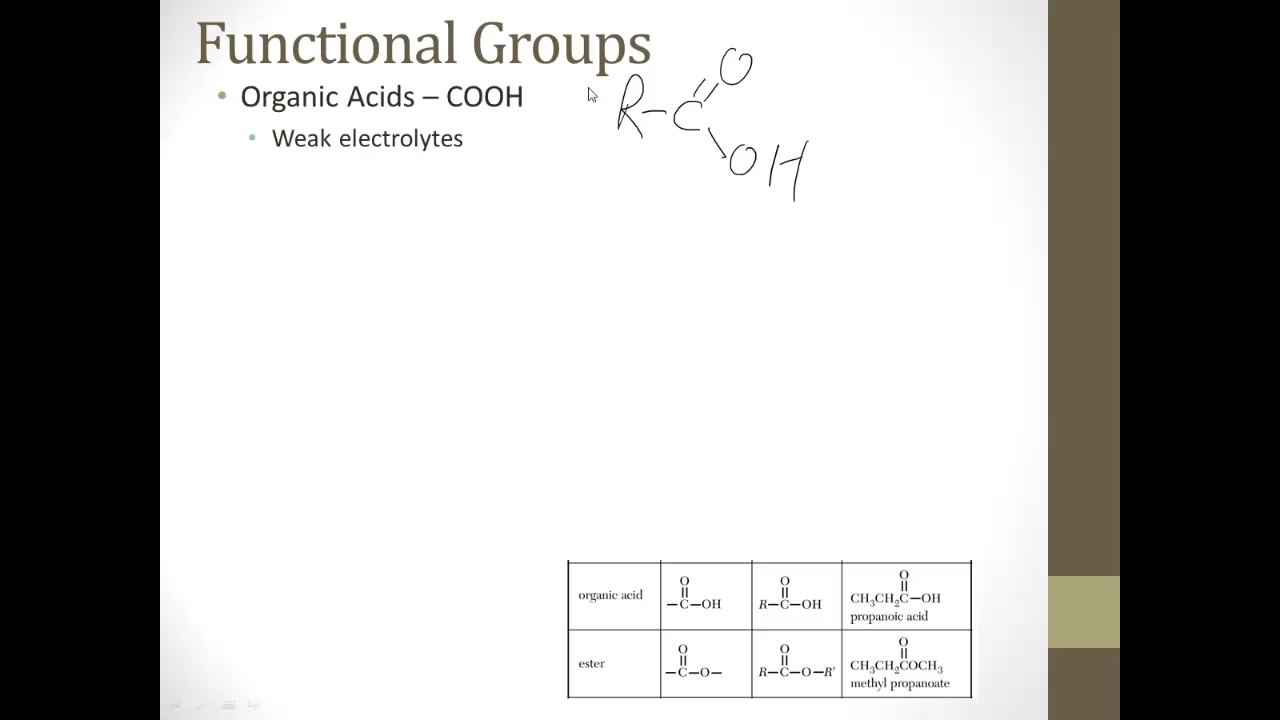 Functional Groups
• Organic Acids – COOH
• Weak electrolytes
O
R–C
OH
O
O
O
organic acid
–C–OH
R–C–OH
CH₃CH₂C–OH
propanoic acid
O
O
O
ester
–C–O–
R–C–O–R'
CH₃CH₂COCH₃
methyl propanoate